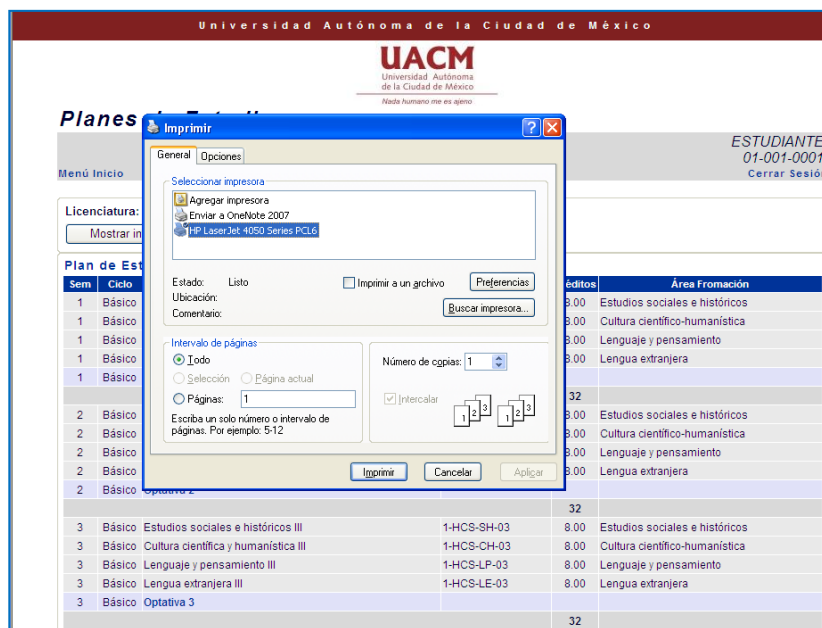 Universidad Autónoma de la Ciudad de México
UACM
Universidad Autónoma
de la Ciudad de México
Nada humano me es ajeno
Planes
ESTUDIANTE
01-001-0001
Menú Inicio
Cerrar Sesió
Licenciatura:
Mostrar in
Plan de Est
Imprimir
General Opciones
Seleccionar impresora
Agregar impresora
Enviar a OneNote 2007
HP LaserJet 4050 Series PCL6
Estado: Listo
Ubicación:
Comentario:
Imprimir a un archivo
Preferencias
Buscar impresora...
Intervalo de páginas
Todo
Selección Página actual
Páginas: 1
Escriba un solo número o intervalo de
páginas. Por ejemplo: 5-12
Número de copias: 1
Intercalar
1 2 3 1 2 3
Imprimir Cancelar Aplicar
Sem Ciclo éditos Área Fromación
1 Básico 8.00 Estudios sociales e históricos
1 Básico 8.00 Cultura científico-humanística
1 Básico 8.00 Lenguaje y pensamiento
1 Básico 8.00 Lengua extranjera
1 Básico
32
2 Básico 8.00 Estudios sociales e históricos
2 Básico 8.00 Cultura científico-humanística
2 Básico 8.00 Lenguaje y pensamiento
2 Básico 8.00 Lengua extranjera
2 Básico Optativa 2
32
3 Básico Estudios sociales e históricos III 1-HCS-SH-03 8.00 Estudios sociales e históricos
3 Básico Cultura científica y humanística III 1-HCS-CH-03 8.00 Cultura científico-humanística
3 Básico Lenguaje y pensamiento III 1-HCS-LP-03 8.00 Lenguaje y pensamiento
3 Básico Lengua extranjera III 1-HCS-LE-03 8.00 Lengua extranjera
3 Básico Optativa 3
32